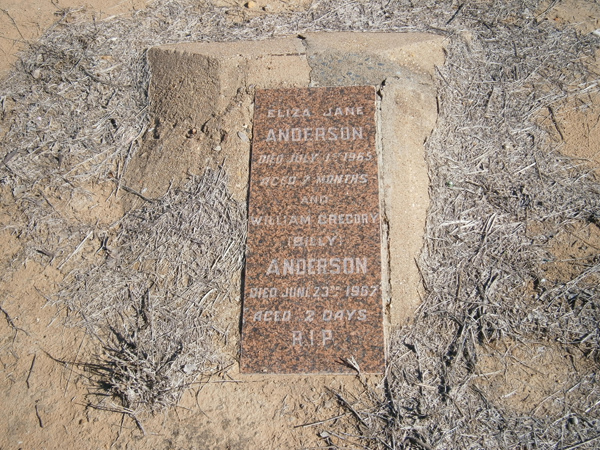 ELIZA JANE
ANDERSON
DIED JULY 1ST 1965
AGED 7 MONTHS
AND
WILLIAM GREGORY
(BILLY)
ANDERSON
DIED JUNE 23RD 1967
AGED 2 DAYS
R.I.P.